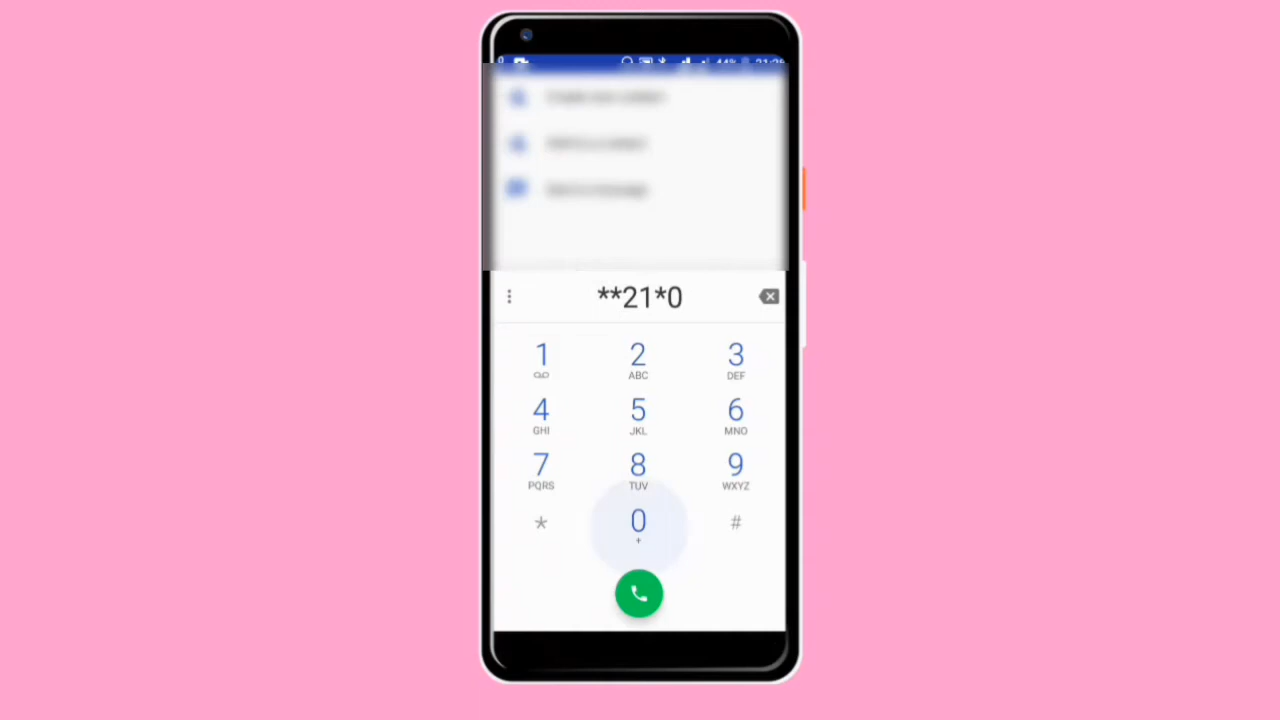 **21*0
1 2 3
ABC DEF
4 5 6
GHI JKL MNO
7 8 9
PQRS TUV WXYZ
* 0 #
+